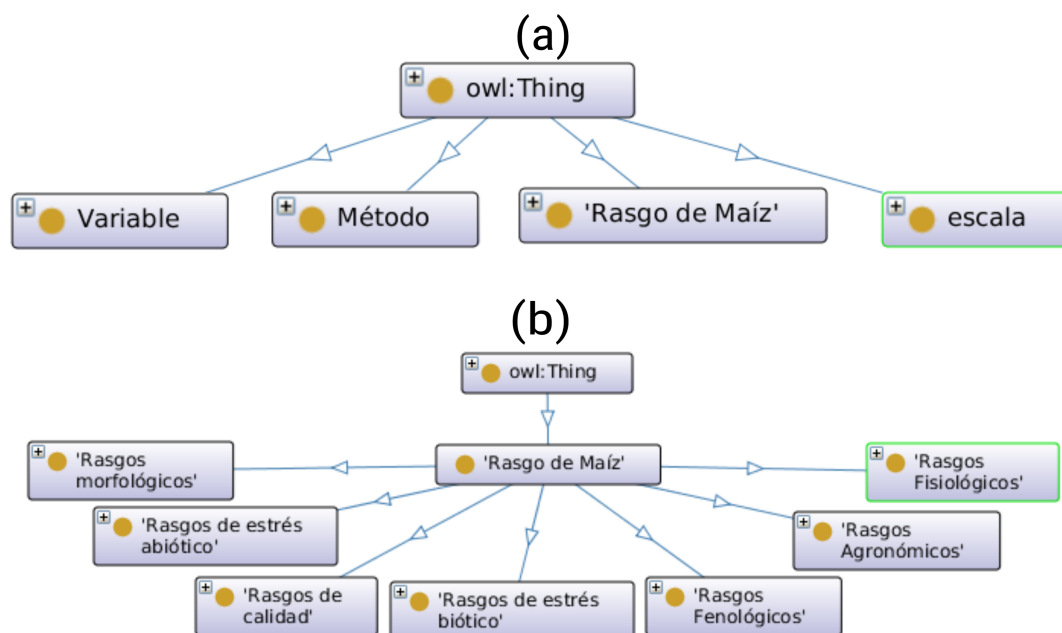 (a)
owl:Thing
Variable
Método
'Rasgo de Maíz'
escala
(b)
owl:Thing
'Rasgo de Maíz'
'Rasgos
morfológicos'
'Rasgos
Fisiológicos'
'Rasgos de estrés
abiótico'
'Rasgos
Agronómicos'
'Rasgos de
calidad'
'Rasgos de estrés
biótico'
'Rasgos
Fenológicos'